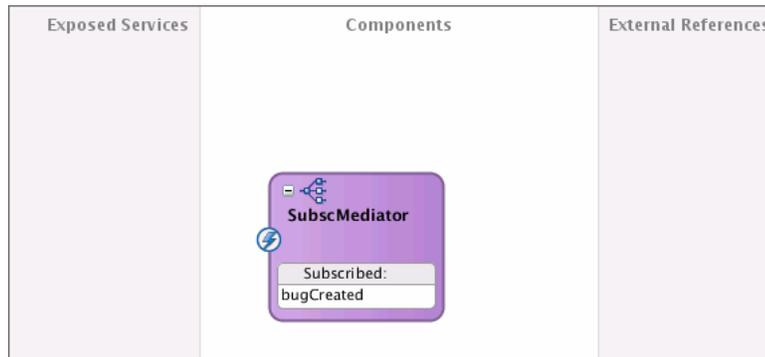 Exposed Services
Components
External References
SubscMediator
Subscribed:
bugCreated